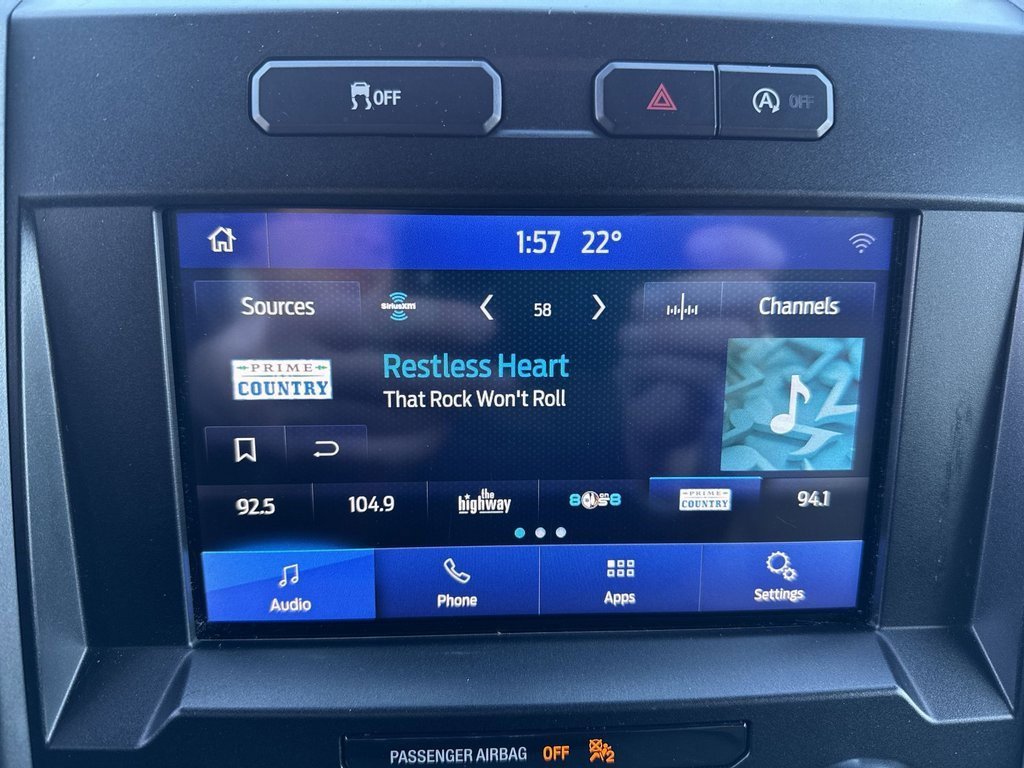 OFF
A OFF
1:57 22°
Sources SiriusXM 58 Channels
PRIME
COUNTRY
Restless Heart
That Rock Won't Roll
92.5 104.9 the highway 80s on 8 PRIME COUNTRY 94.1
Audio Phone Apps Settings
PASSENGER AIRBAG OFF 2